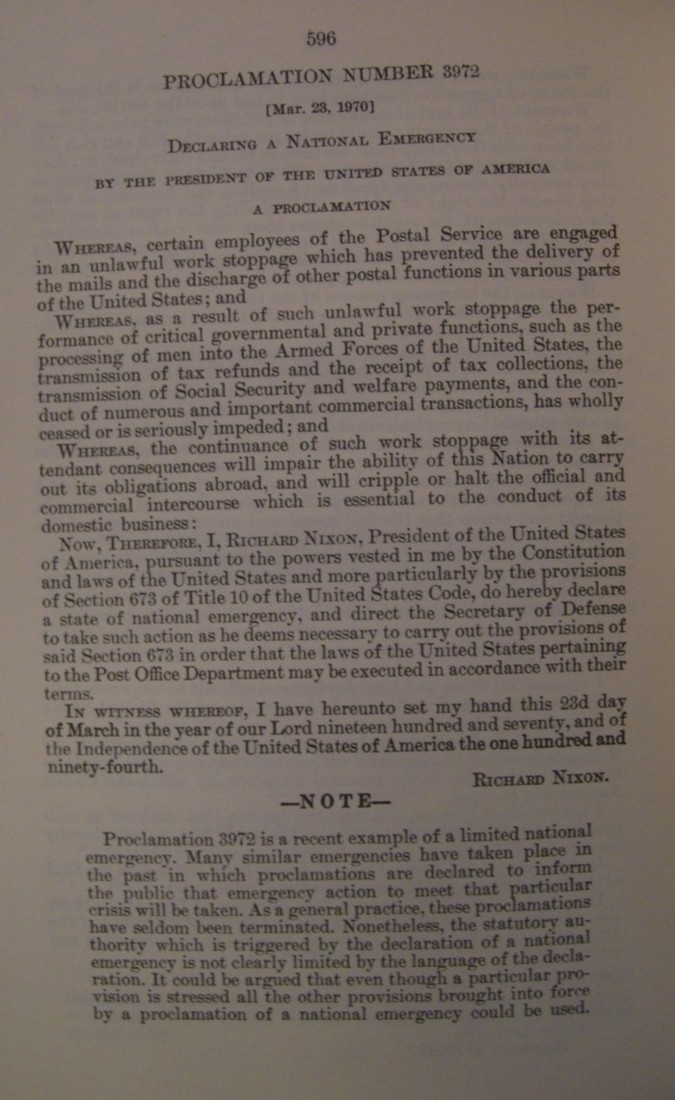 596
PROCLAMATION NUMBER 3972
[Mar. 23, 1970]
DECLARING A NATIONAL EMERGENCY
BY THE PRESIDENT OF THE UNITED STATES OF AMERICA
A PROCLAMATION
WHEREAS, certain employees of the Postal Service are engaged
in an unlawful work stoppage which has prevented the delivery of
the mails and the discharge of other postal functions in various parts
of the United States; and
WHEREAS, as a result of such unlawful work stoppage the per-
formance of critical governmental and private functions, such as the
processing of men into the Armed Forces of the United States, the
transmission of tax refunds and the receipt of tax collections, the
transmission of Social Security and welfare payments, and the con-
duct of numerous and important commercial transactions, has wholly
ceased or is seriously impeded; and
WHEREAS, the continuance of such work stoppage with its at-
tendant consequences will impair the ability of this Nation to carry
out its obligations abroad, and will cripple or halt the official and
commercial intercourse which is essential to the conduct of its
domestic business:
NOW, THEREFORE, I, RICHARD NIXON, President of the United States
of America, pursuant to the powers vested in me by the Constitution
and laws of the United States and more particularly by the provisions
of Section 673 of Title 10 of the United States Code, do hereby declare
a state of national emergency, and direct the Secretary of Defense
to take such action as he deems necessary to carry out the provisions of
said Section 673 in order that the laws of the United States pertaining
to the Post Office Department may be executed in accordance with their
terms.
IN WITNESS WHEREOF, I have hereunto set my hand this 23d day
of March in the year of our Lord nineteen hundred and seventy, and of
the Independence of the United States of America the one hundred and
ninety-fourth.
RICHARD NIXON.
—NOTE—
Proclamation 3972 is a recent example of a limited national
emergency. Many similar emergencies have taken place in
the past in which proclamations are declared to inform
the public that emergency action to meet that particular
crisis will be taken. As a general practice, these proclamations
have seldom been terminated. Nonetheless, the statutory au-
thority which is triggered by the declaration of a national
emergency is not clearly limited by the language of the decla-
ration. It could be argued that even though a particular pro-
vision is stressed all the other provisions brought into force
by a proclamation of a national emergency could be used.